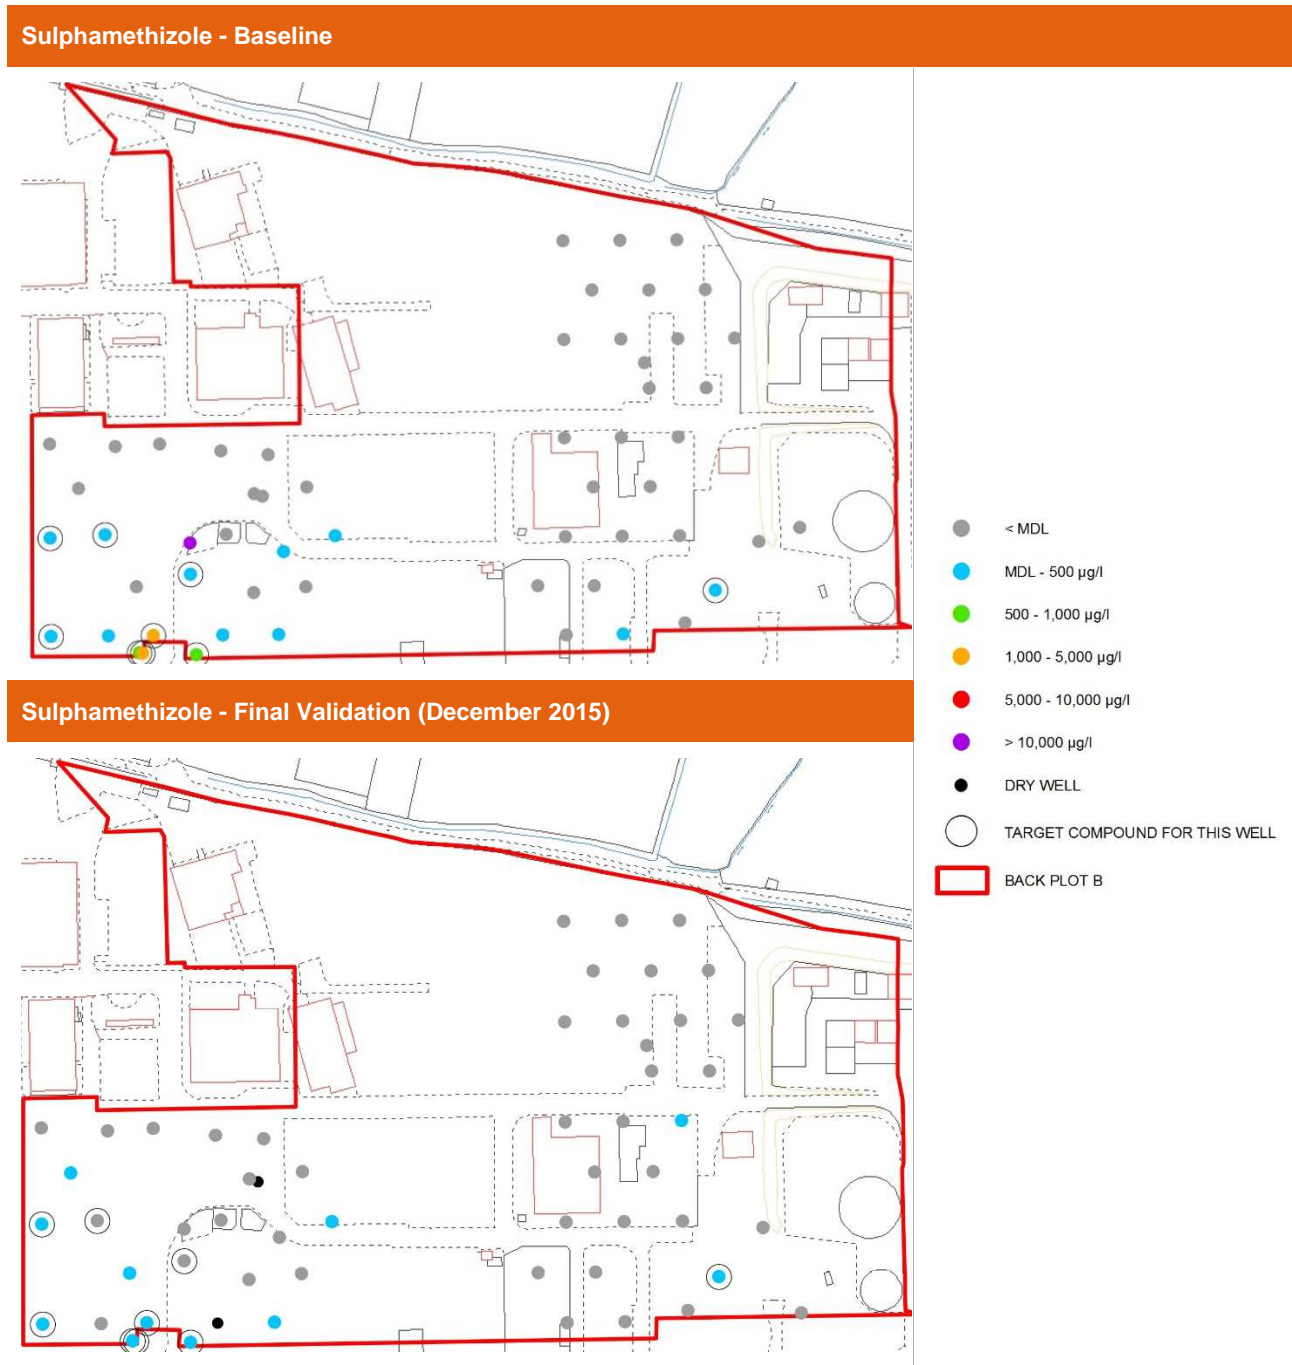 Sulphamethizole - Baseline
< MDL
MDL - 500 µg/l
500 - 1,000 µg/l
1,000 - 5,000 µg/l
5,000 - 10,000 µg/l
> 10,000 µg/l
DRY WELL
TARGET COMPOUND FOR THIS WELL
BACK PLOT B
Sulphamethizole - Final Validation (December 2015)